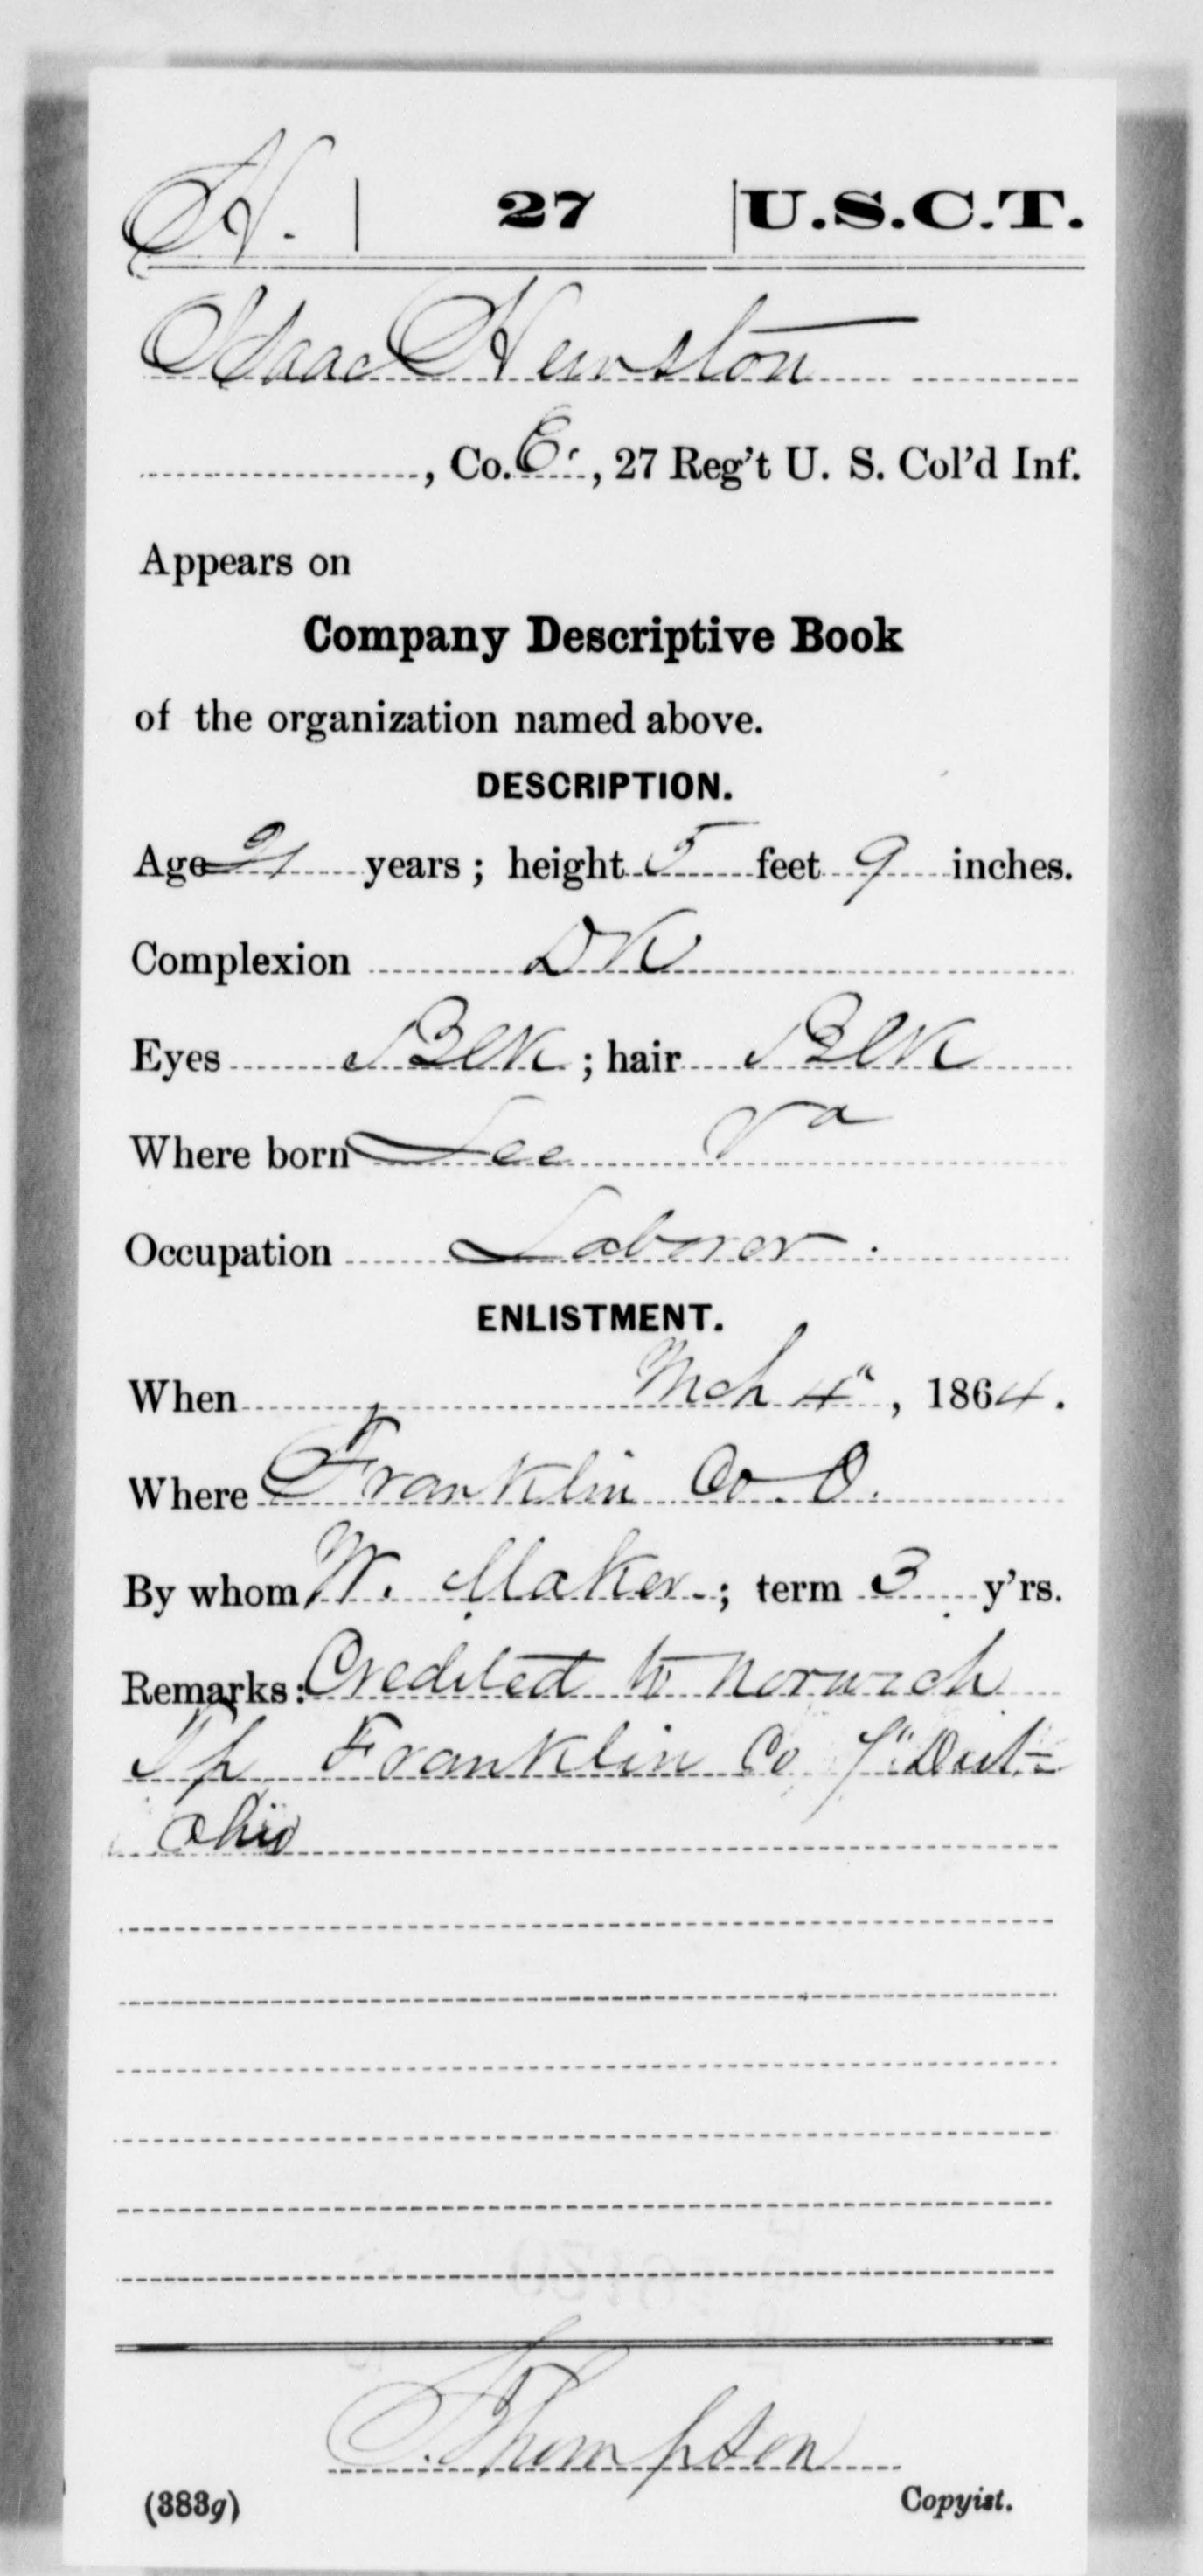 H. | 27 | U.S.C.T.
Isaac Hewston
, Co. E., 27 Reg't U. S. Col'd Inf.
Appears on
Company Descriptive Book
of the organization named above.
DESCRIPTION.
Age 21 years; height 5 feet 9 inches.
Complexion Dk
Eyes Blk; hair Blk
Where born Lee Va
Occupation Laborer.
ENLISTMENT.
When Mch 4", 1864.
Where Franklin Co. O.
By whom W. Maker; term 3 y'rs.
Remarks: Credited to Norwich
Tp Franklin Co 7" Dist
Ohio
Thompson
(383g) Copyist.